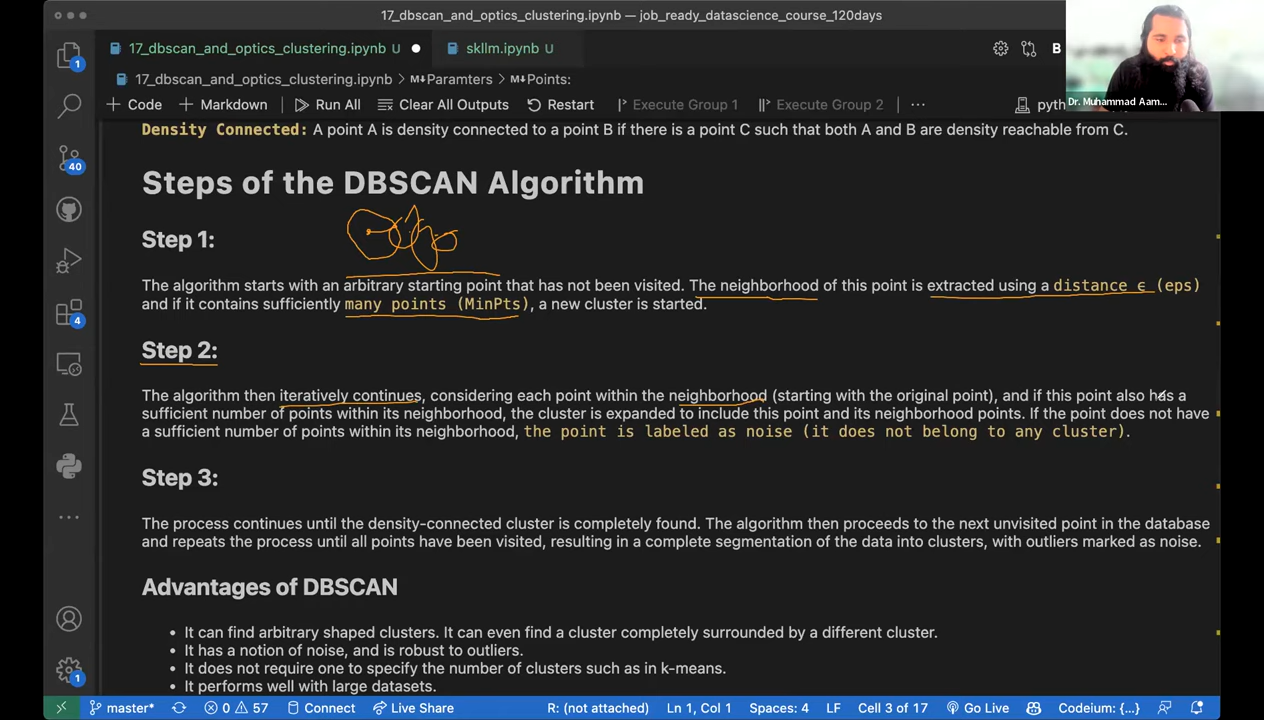 17_dbscan_and_optics_clustering.ipynb — job_ready_datascience_course_120days
17_dbscan_and_optics_clustering.ipynb U
skllm.ipynb U
B
17_dbscan_and_optics_clustering.ipynb > M↓Paramters > M↓Points:
+ Code + Markdown Run All Clear All Outputs Restart Execute Group 1 Execute Group 2 ...
Dr. Muhammad Aam...
Density Connected: A point A is density connected to a point B if there is a point C such that both A and B are density reachable from C.
Steps of the DBSCAN Algorithm
Step 1:
The algorithm starts with an arbitrary starting point that has not been visited. The neighborhood of this point is extracted using a distance ϵ (eps)
and if it contains sufficiently many points (MinPts), a new cluster is started.
Step 2:
The algorithm then iteratively continues, considering each point within the neighborhood (starting with the original point), and if this point also has a
sufficient number of points within its neighborhood, the cluster is expanded to include this point and its neighborhood points. If the point does not have
a sufficient number of points within its neighborhood, the point is labeled as noise (it does not belong to any cluster).
Step 3:
The process continues until the density-connected cluster is completely found. The algorithm then proceeds to the next unvisited point in the database
and repeats the process until all points have been visited, resulting in a complete segmentation of the data into clusters, with outliers marked as noise.
Advantages of DBSCAN
• It can find arbitrary shaped clusters. It can even find a cluster completely surrounded by a different cluster.
• It has a notion of noise, and is robust to outliers.
• It does not require one to specify the number of clusters such as in k-means.
• It performs well with large datasets.
1
40
4
1
master* 0 57 Connect Live Share R: (not attached) Ln 1, Col 1 Spaces: 4 LF Cell 3 of 17 Go Live Codeium: {...}